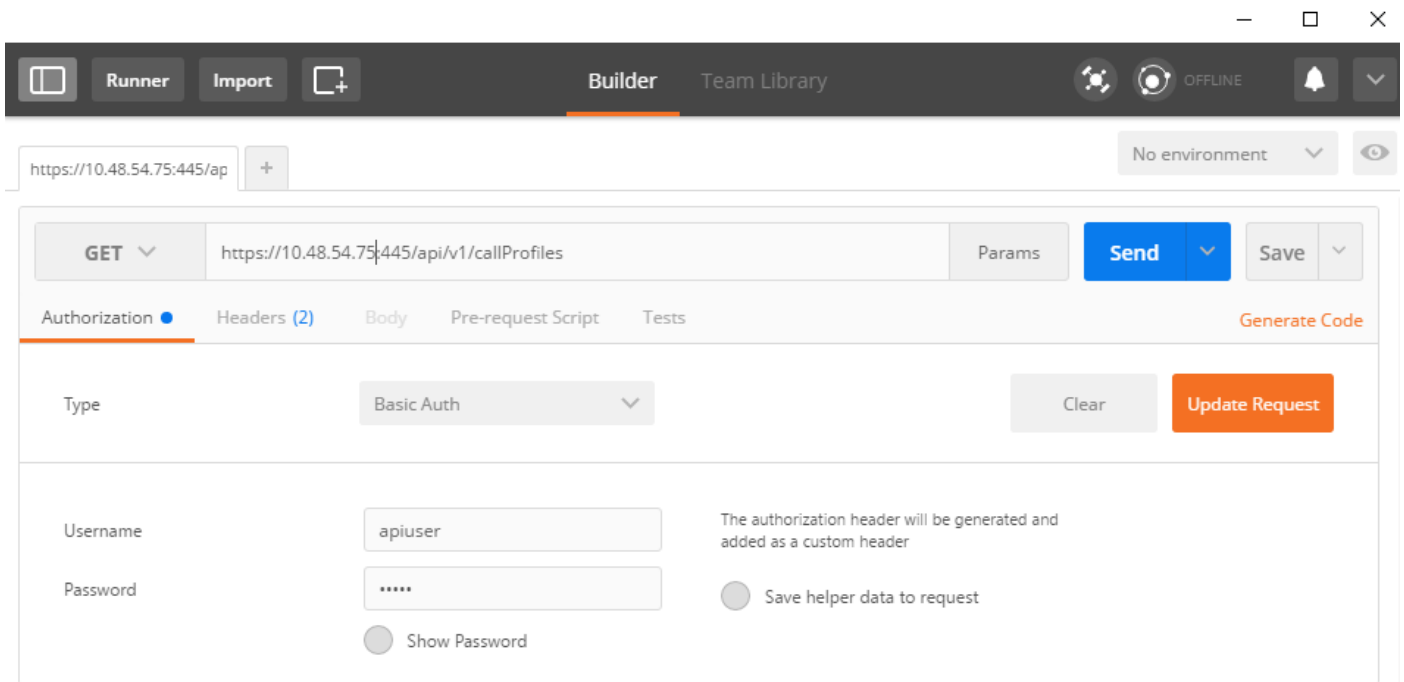 Runner Import Builder Team Library OFFLINE
https://10.48.54.75:445/ap + No environment
GET https://10.48.54.75:445/api/v1/callProfiles Params Send Save
Authorization Headers (2) Body Pre-request Script Tests Generate Code
Type Basic Auth Clear Update Request
Username apiuser The authorization header will be generated and
added as a custom header
Password •••••
Save helper data to request
Show Password